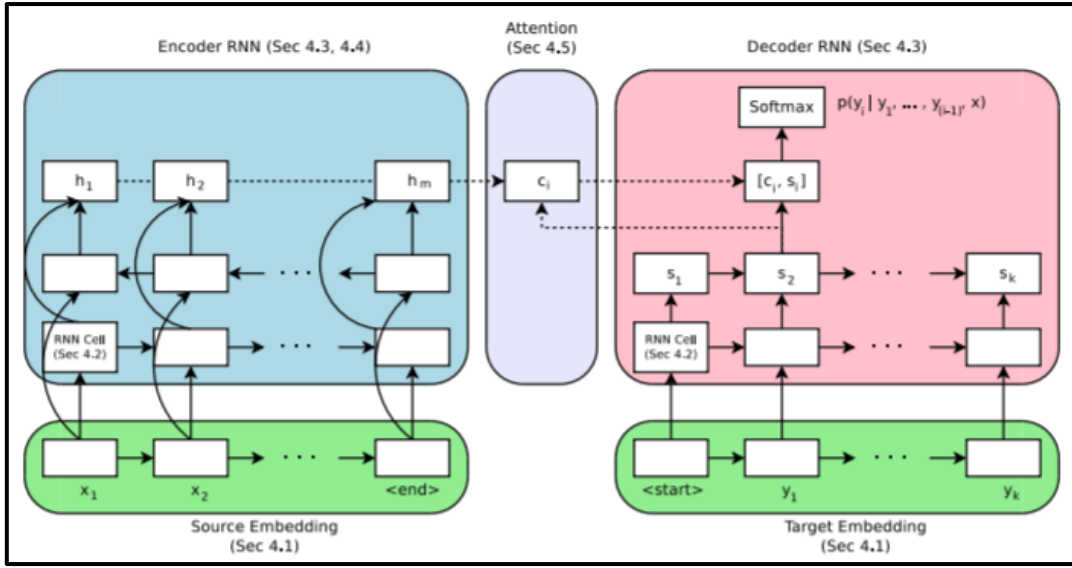 Encoder RNN (Sec 4.3, 4.4)
Attention
(Sec 4.5)
Decoder RNN (Sec 4.3)
Softmax
p(y_i | y_1, ... , y_(i-1), x)
h_1
h_2
h_m
c_i
[c_i, s_i]
...
s_1
s_2
...
s_k
RNN Cell
(Sec 4.2)
...
RNN Cell
(Sec 4.2)
...
...
...
x_1
x_2
<end>
<start>
y_1
y_k
Source Embedding
(Sec 4.1)
Target Embedding
(Sec 4.1)